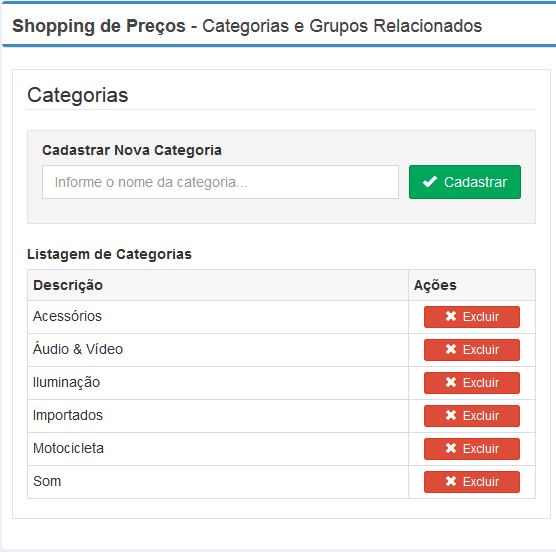 Shopping de Preços - Categorias e Grupos Relacionados
Categorias
Cadastrar Nova Categoria
Informe o nome da categoria...
Cadastrar
Listagem de Categorias
Descrição Ações
Acessórios Excluir
Áudio & Vídeo Excluir
Iluminação Excluir
Importados Excluir
Motocicleta Excluir
Som Excluir